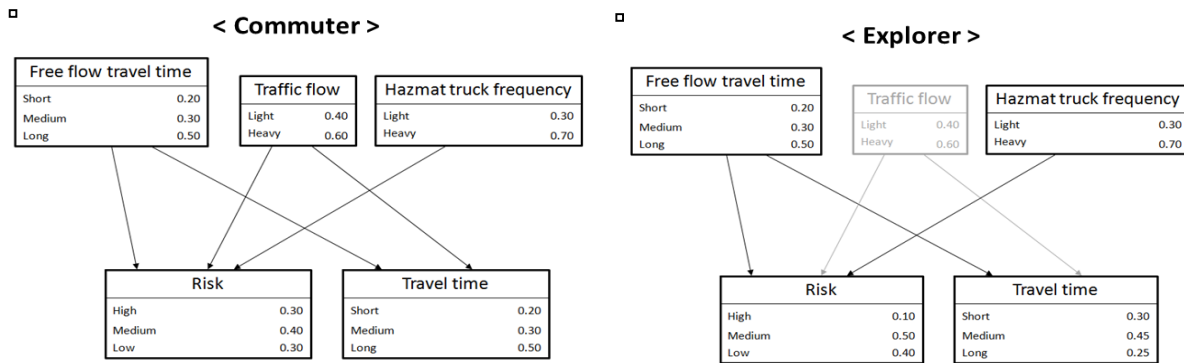 < Commuter >
Free flow travel time
Short 0.20
Medium 0.30
Long 0.50
Traffic flow
Light 0.40
Heavy 0.60
Hazmat truck frequency
Light 0.30
Heavy 0.70
Risk
High 0.30
Medium 0.40
Low 0.30
Travel time
Short 0.20
Medium 0.30
Long 0.50
< Explorer >
Free flow travel time
Short 0.20
Medium 0.30
Long 0.50
Traffic flow
Light 0.40
Heavy 0.60
Hazmat truck frequency
Light 0.30
Heavy 0.70
Risk
High 0.10
Medium 0.50
Low 0.40
Travel time
Short 0.30
Medium 0.45
Long 0.25